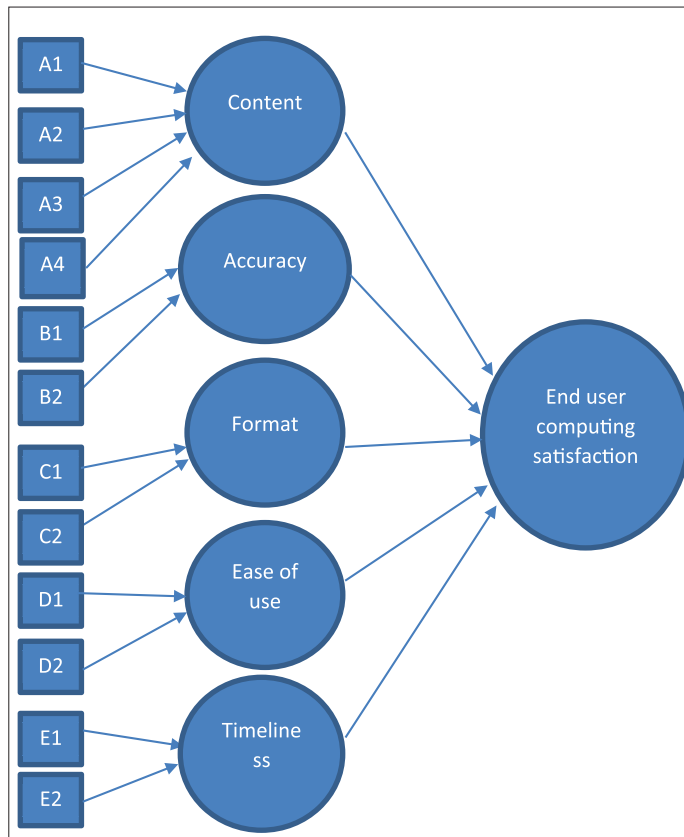 A1
A2
A3
A4
B1
B2
C1
C2
D1
D2
E1
E2
Content
Accuracy
Format
Ease of
use
Timeline
ss
End user
computing
satisfaction